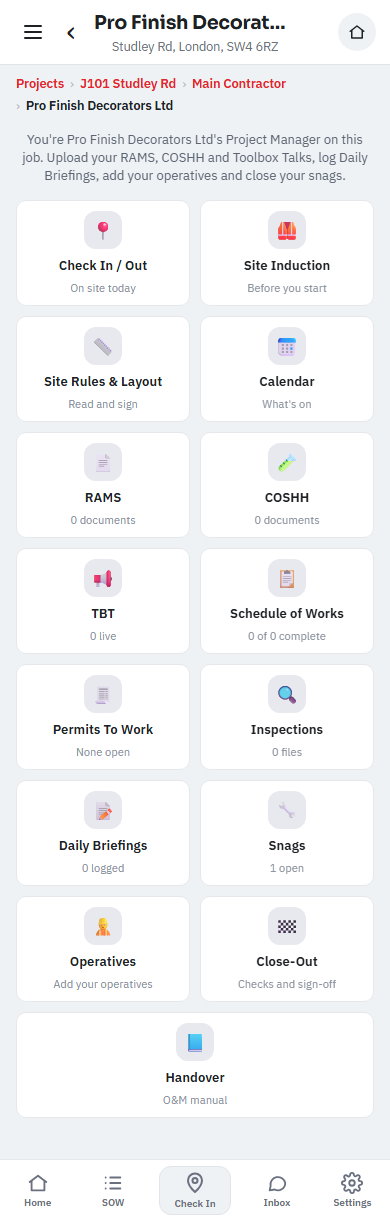 Pro Finish Decorat...
Studley Rd, London, SW4 6RZ
Projects › J101 Studley Rd › Main Contractor
› Pro Finish Decorators Ltd
You're Pro Finish Decorators Ltd's Project Manager on this
job. Upload your RAMS, COSHH and Toolbox Talks, log Daily
Briefings, add your operatives and close your snags.
Check In / Out
On site today
Site Induction
Before you start
Site Rules & Layout
Read and sign
Calendar
What's on
RAMS
0 documents
COSHH
0 documents
TBT
0 live
Schedule of Works
0 of 0 complete
Permits To Work
None open
Inspections
0 files
Daily Briefings
0 logged
Snags
1 open
Operatives
Add your operatives
Close-Out
Checks and sign-off
Handover
O&M manual
Home
SOW
Check In
Inbox
Settings